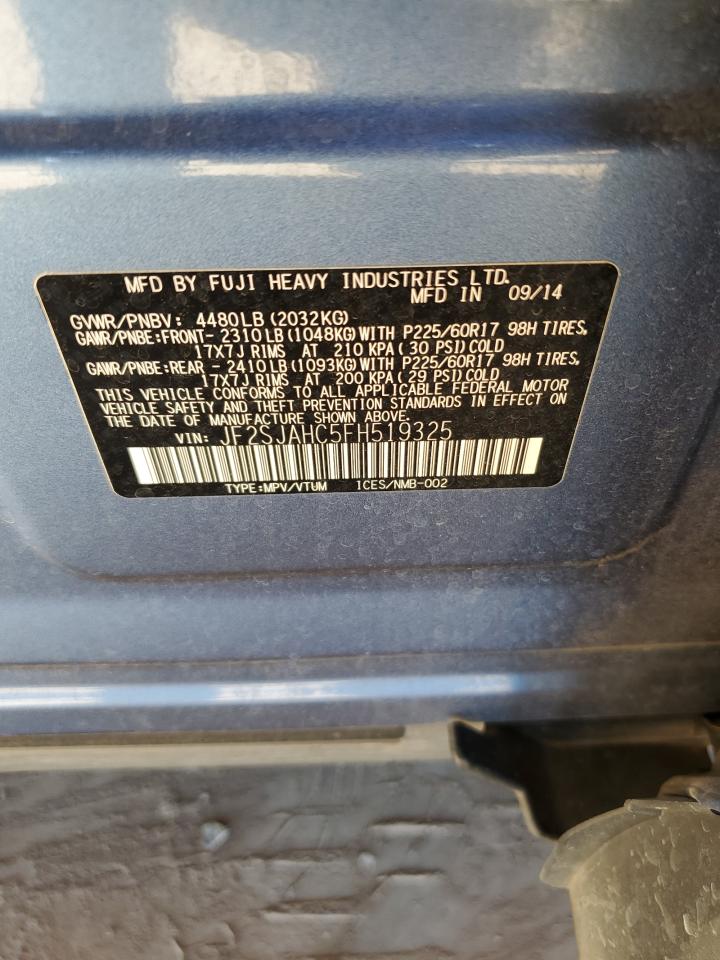 MFD BY FUJI HEAVY INDUSTRIES LTD.
MFD IN 09/14
GVWR/PNBV: 4480LB (2032KG)
GAWR/PNBE:FRONT- 2310LB (1048KG) WITH P225/60R17 98H TIRES,
17X7J RIMS AT 210 KPA ( 30 PSI) COLD
GAWR/PNBE:REAR - 2410LB (1093KG) WITH P225/60R17 98H TIRES,
17X7J RIMS AT 200 KPA ( 29 PSI) COLD
THIS VEHICLE CONFORMS TO ALL APPLICABLE FEDERAL MOTOR
VEHICLE SAFETY AND THEFT PREVENTION STANDARDS IN EFFECT ON
THE DATE OF MANUFACTURE SHOWN ABOVE.
VIN: JF2SJAHC5FH519325
TYPE:MPV/VTUM ICES/NMB-002